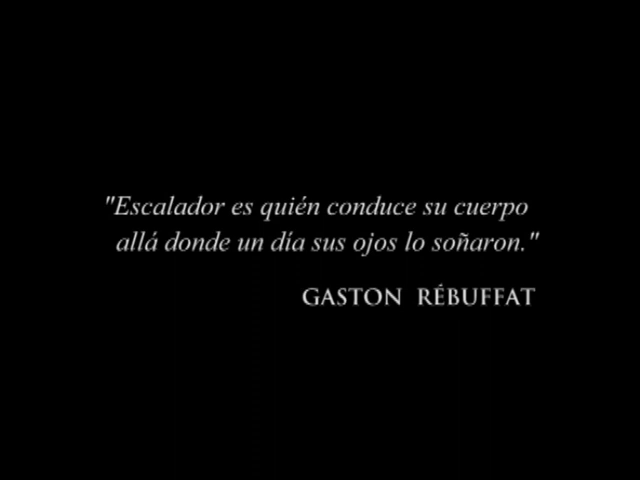 "Escalador es quién conduce su cuerpo
allá donde un día sus ojos lo soñaron."
GASTON RÉBUFFAT